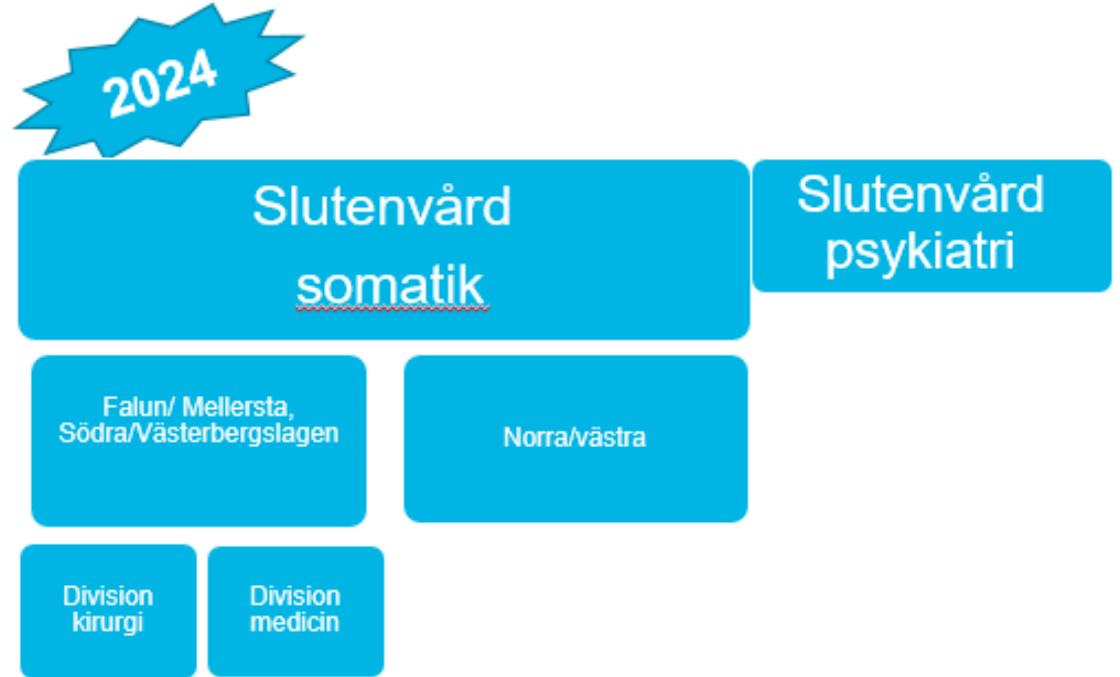 2024
Slutenvård
somatik
Slutenvård
psykiatri
Falun/ Mellersta,
Södra/Västerbergslagen
Norra/västra
Division
kirurgi
Division
medicin